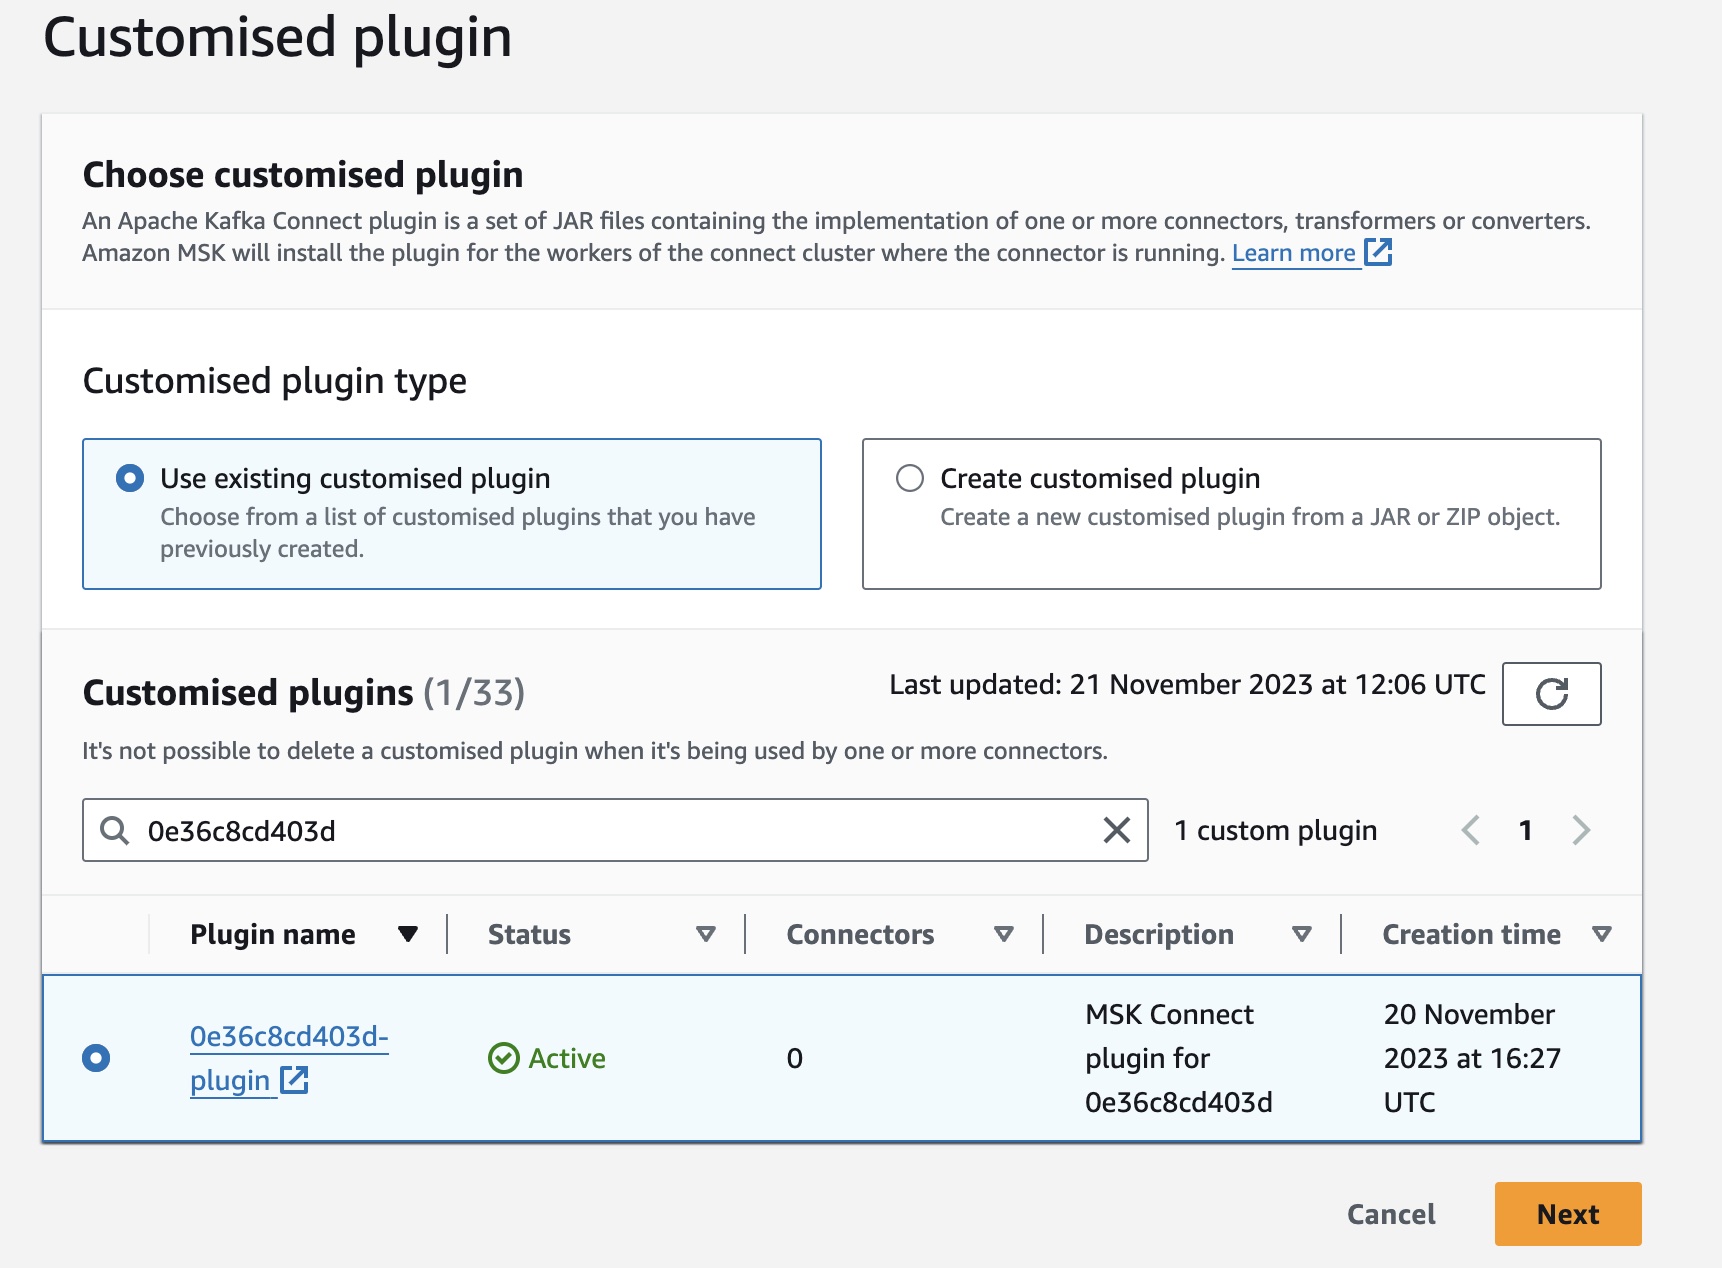 Customised plugin
Choose customised plugin
An Apache Kafka Connect plugin is a set of JAR files containing the implementation of one or more connectors, transformers or converters.
Amazon MSK will install the plugin for the workers of the connect cluster where the connector is running. Learn more
Customised plugin type
Use existing customised plugin
Choose from a list of customised plugins that you have
previously created.
Create customised plugin
Create a new customised plugin from a JAR or ZIP object.
Customised plugins (1/33)
Last updated: 21 November 2023 at 12:06 UTC
It's not possible to delete a customised plugin when it's being used by one or more connectors.
0e36c8cd403d
1 custom plugin
1
Plugin name
Status
Connectors
Description
Creation time
0e36c8cd403d-
plugin
Active
0
MSK Connect
plugin for
0e36c8cd403d
20 November
2023 at 16:27
UTC
Cancel
Next